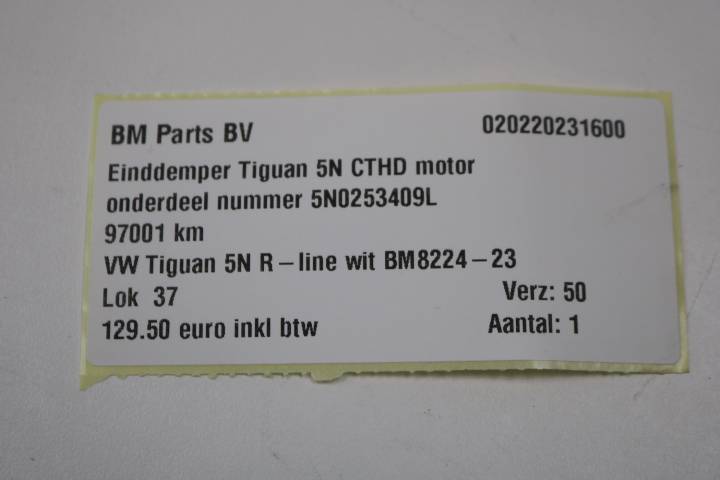 BM Parts BV 020220231600
Einddemper Tiguan 5N CTHD motor
onderdeel nummer 5N0253409L
97001 km
VW Tiguan 5N R-line wit BM8224-23
Lok 37 Verz: 50
129.50 euro inkl btw Aantal: 1